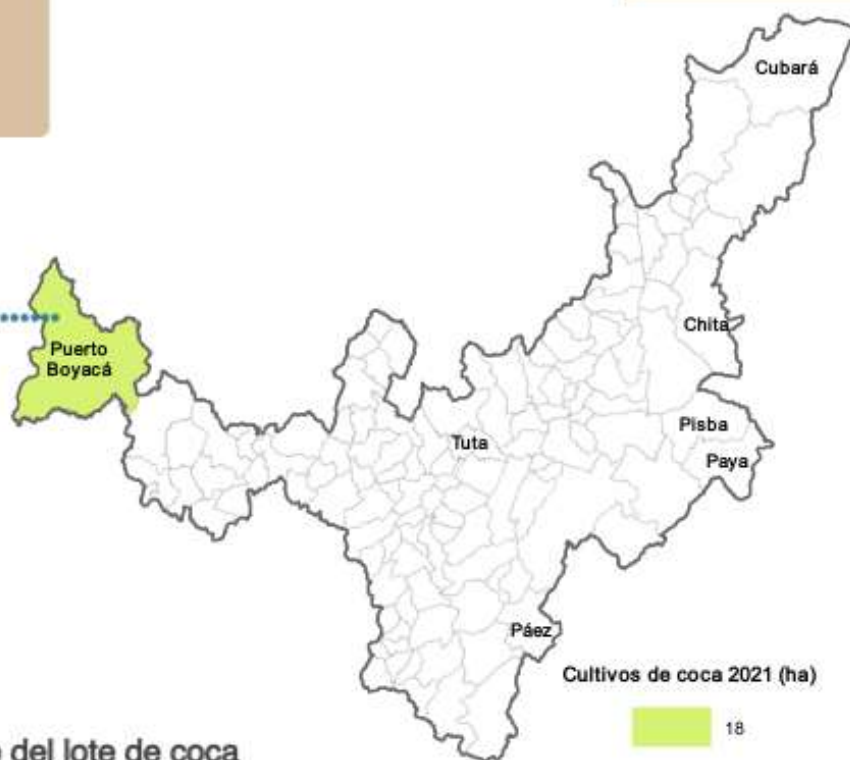 Cubará
Chita
Puerto
Boyacá
Pisba
Tuta
Paya
Páez
Cultivos de coca 2021 (ha)
18
del lote de coca